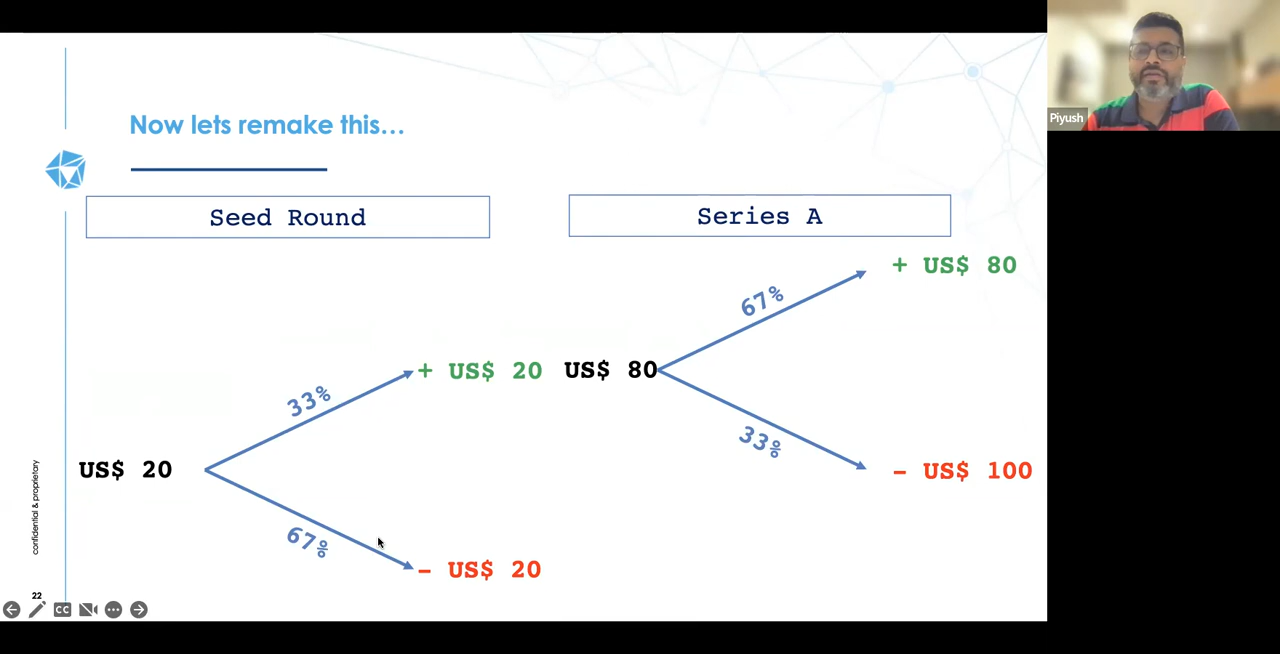 Now lets remake this...
Piyush
Seed Round
Series A
+ US$ 80
67%
+ US$ 20
US$ 80
33%
33%
US$ 20
- US$ 100
67%
- US$ 20
confidential & proprietary
22
CC